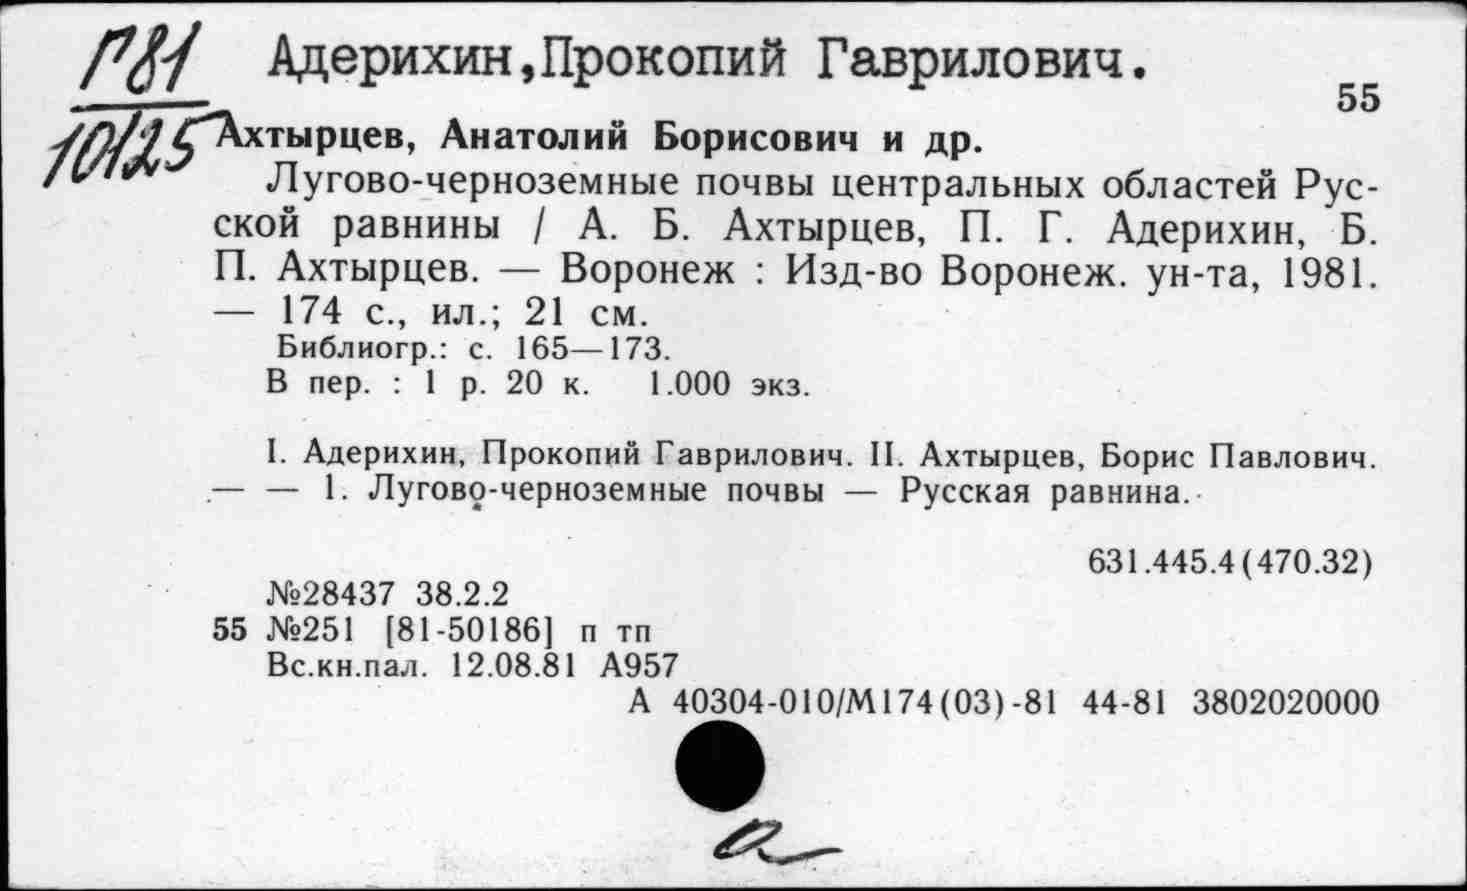 П81 Адерихин,Прокопий Гаврилович.
55
10125 Ахтырцев, Анатолий Борисович и др.
Лугово-черноземные почвы центральных областей Рус-
ской равнины / А. Б. Ахтырцев, П. Г. Адерихин, Б.
П. Ахтырцев. — Воронеж : Изд-во Воронеж. ун-та, 1981.
— 174 с., ил.; 21 см.
Библиогр.: с. 165—173.
В пер. : 1 р. 20 к. 1.000 экз.
I. Адерихин, Прокопий Гаврилович. II. Ахтырцев, Борис Павлович.
— — 1. Лугово-черноземные почвы — Русская равнина.
631.445.4(470.32)
№28437 38.2.2
55 №251 [81-50186] п тп
Вс.кн.пал. 12.08.81 А957
А 40304-010/М174(03)-81 44-81 3802020000